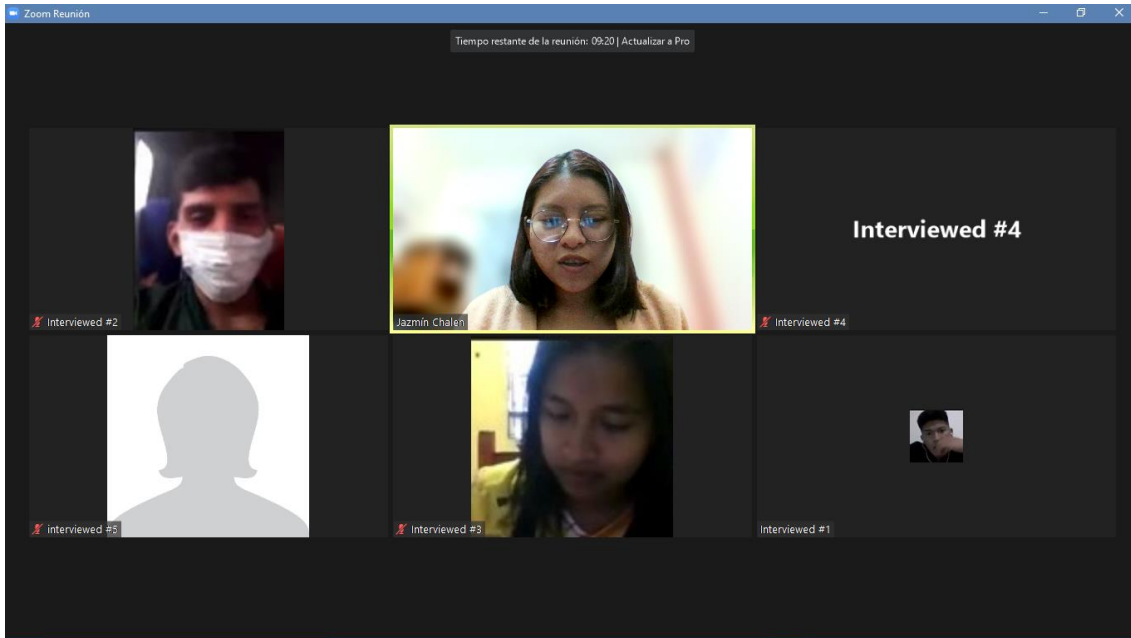 Zoom Reunión
Tiempo restante de la reunión: 09:20 | Actualizar a Pro
Interviewed #4
Interviewed #2
Jazmín Chalen
Interviewed #4
interviewed #5
Interviewed #3
Interviewed #1